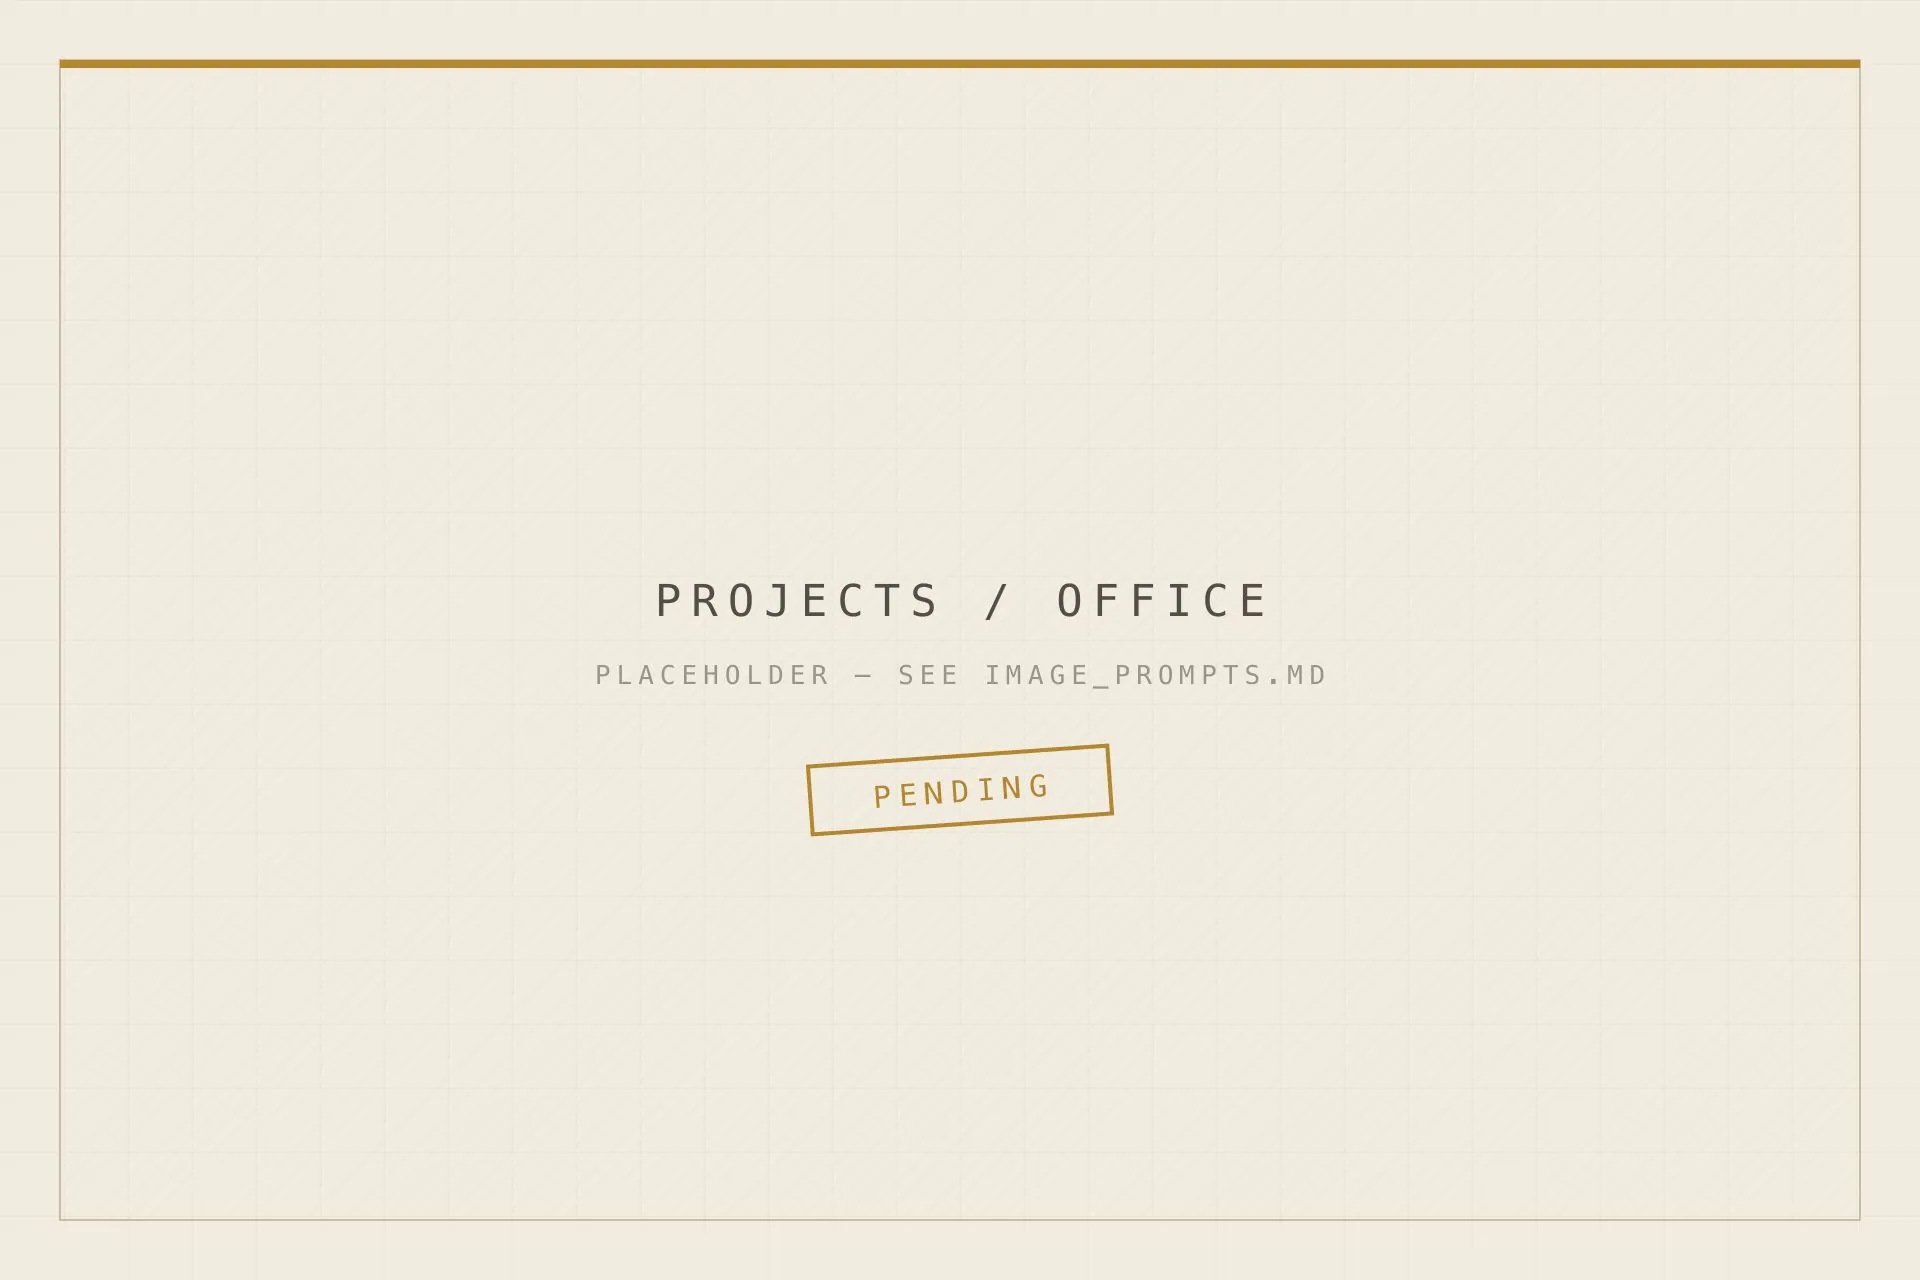 PROJECTS / OFFICE
PLACEHOLDER — SEE IMAGE_PROMPTS.MD
PENDING